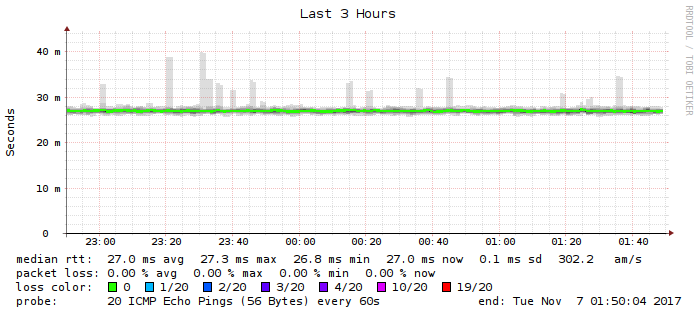 Last 3 Hours
RRDTOOL / TOBI OETIKER
Seconds
40 m
30 m
20 m
10 m
0
23:00 23:20 23:40 00:00 00:20 00:40 01:00 01:20 01:40
median rtt: 27.0 ms avg 27.3 ms max 26.8 ms min 27.0 ms now 0.1 ms sd 302.2 am/s
packet loss: 0.00 % avg 0.00 % max 0.00 % min 0.00 % now
loss color: 0 1/20 2/20 3/20 4/20 10/20 19/20
probe: 20 ICMP Echo Pings (56 Bytes) every 60s end: Tue Nov 7 01:50:04 2017